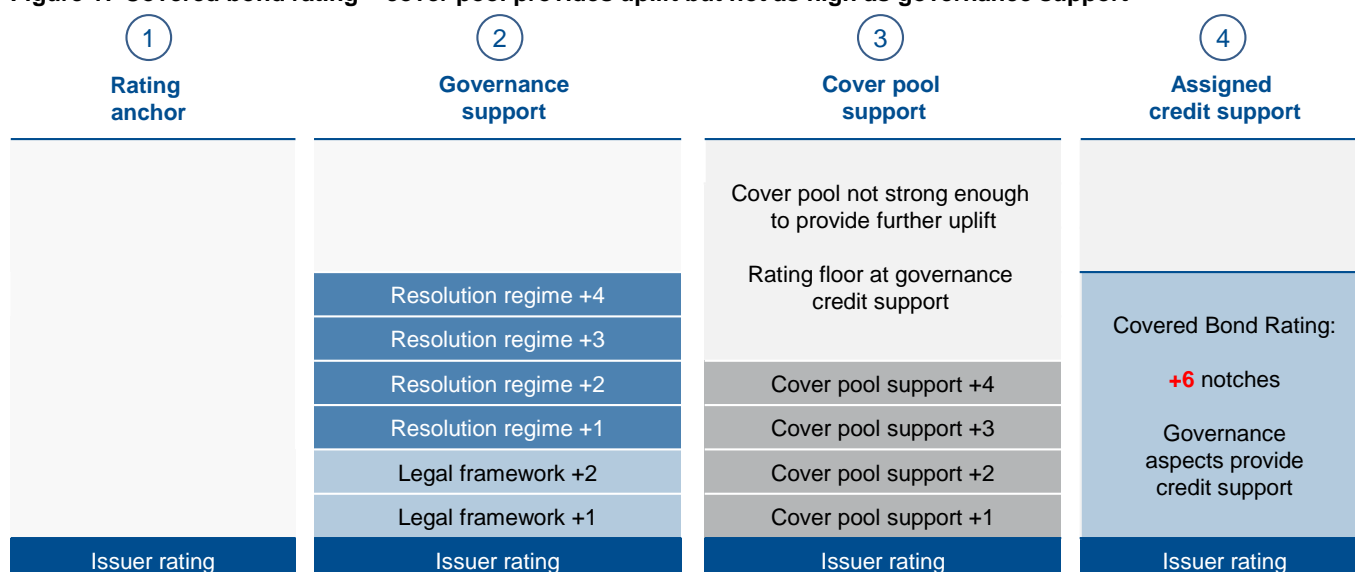 1
Rating
anchor
Issuer rating
2
Governance
support
Resolution regime +4
Resolution regime +3
Resolution regime +2
Resolution regime +1
Legal framework +2
Legal framework +1
Issuer rating
3
Cover pool
support
Cover pool not strong enough
to provide further uplift
Rating floor at governance
credit support
Cover pool support +4
Cover pool support +3
Cover pool support +2
Cover pool support +1
Issuer rating
4
Assigned
credit support
Covered Bond Rating:
+6 notches
Governance
aspects provide
credit support
Issuer rating